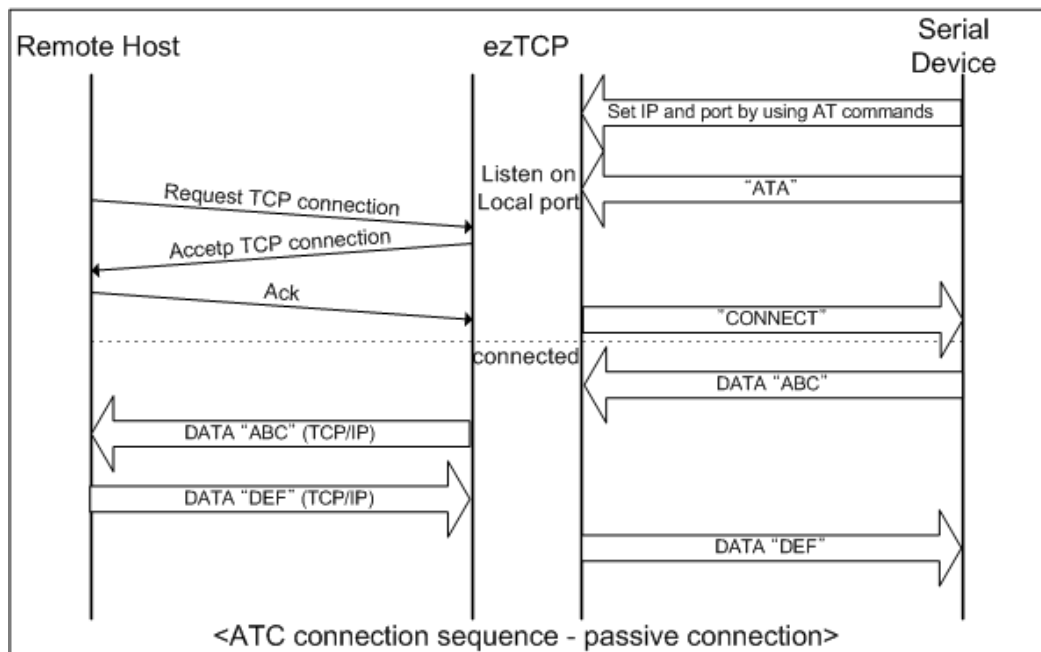 Remote Host
ezTCP
Serial
Device
Set IP and port by using AT commands
Listen on
Local port
"ATA"
Request TCP connection
Accetp TCP connection
Ack
"CONNECT"
connected
DATA "ABC"
DATA "ABC" (TCP/IP)
DATA "DEF" (TCP/IP)
DATA "DEF"
<ATC connection sequence - passive connection>